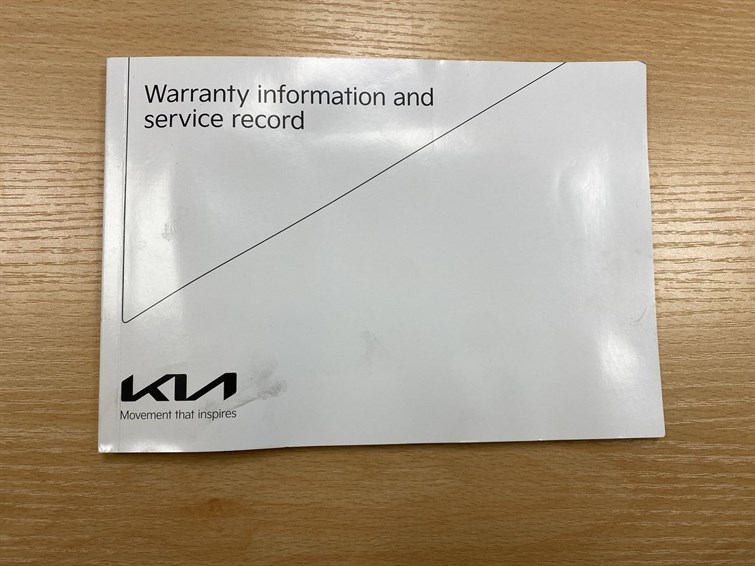 Warranty information and
service record
KIA
Movement that inspires